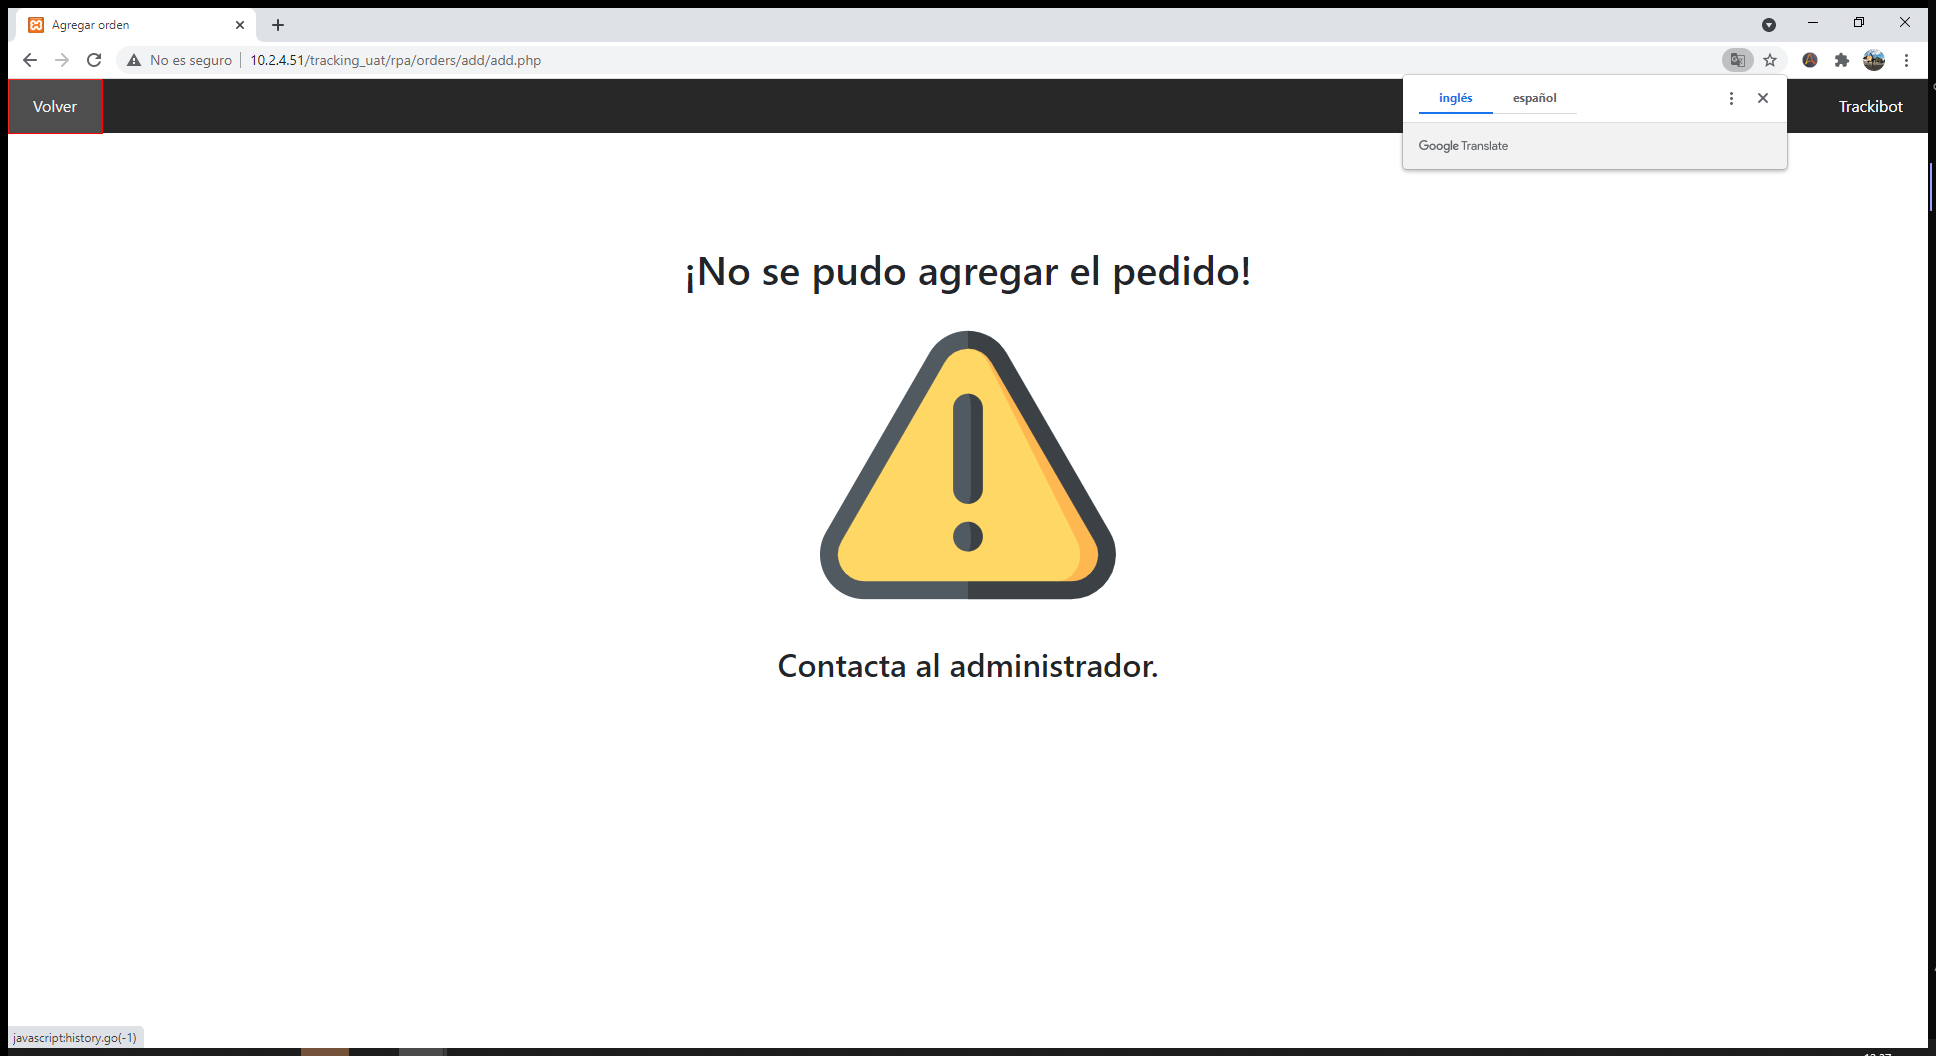 Agregar orden
No es seguro
10.2.4.51/tracking_uat/rpa/orders/add/add.php
Volver
inglés
español
Trackibot
Google Translate
¡No se pudo agregar el pedido!
Contacta al administrador.
javascript:history.go(-1)